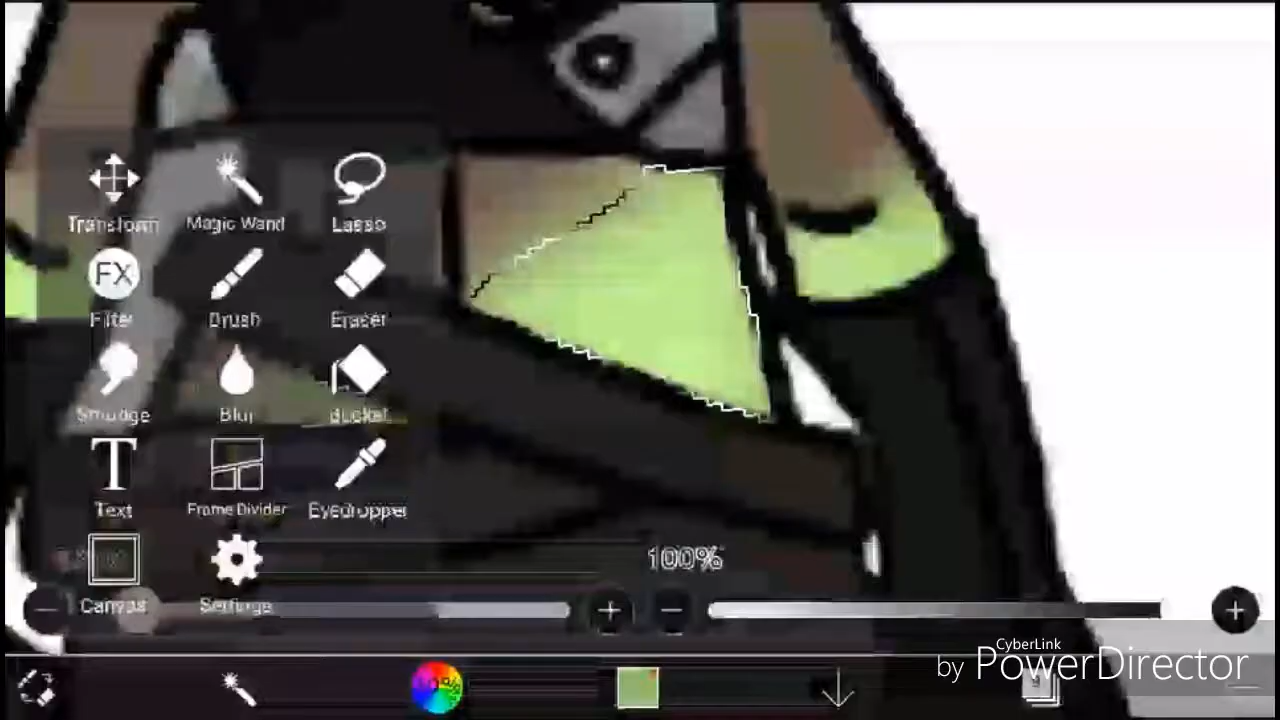 Transform Magic Wand Lasso
FX
Filter Brush Eraser
Smudge Blur Bucket
T
Text Frame Divider Eyedropper
100%
Canvas Settings
CyberLink
by PowerDirector